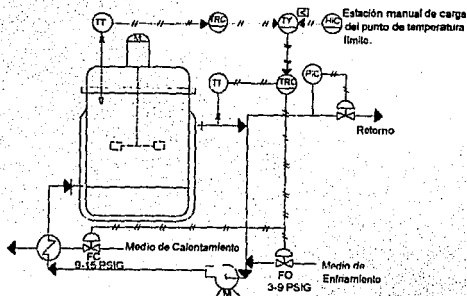 TT
TRC
TY
HIC
Estación manual de carga
del punto de temperatura
límite.
M
TT
TRC
PIC
Retorno
Medio de Calentamiento
FC
9-15 PSIG
Medio de
Enfriamiento
FO
3-9 PSIG
M